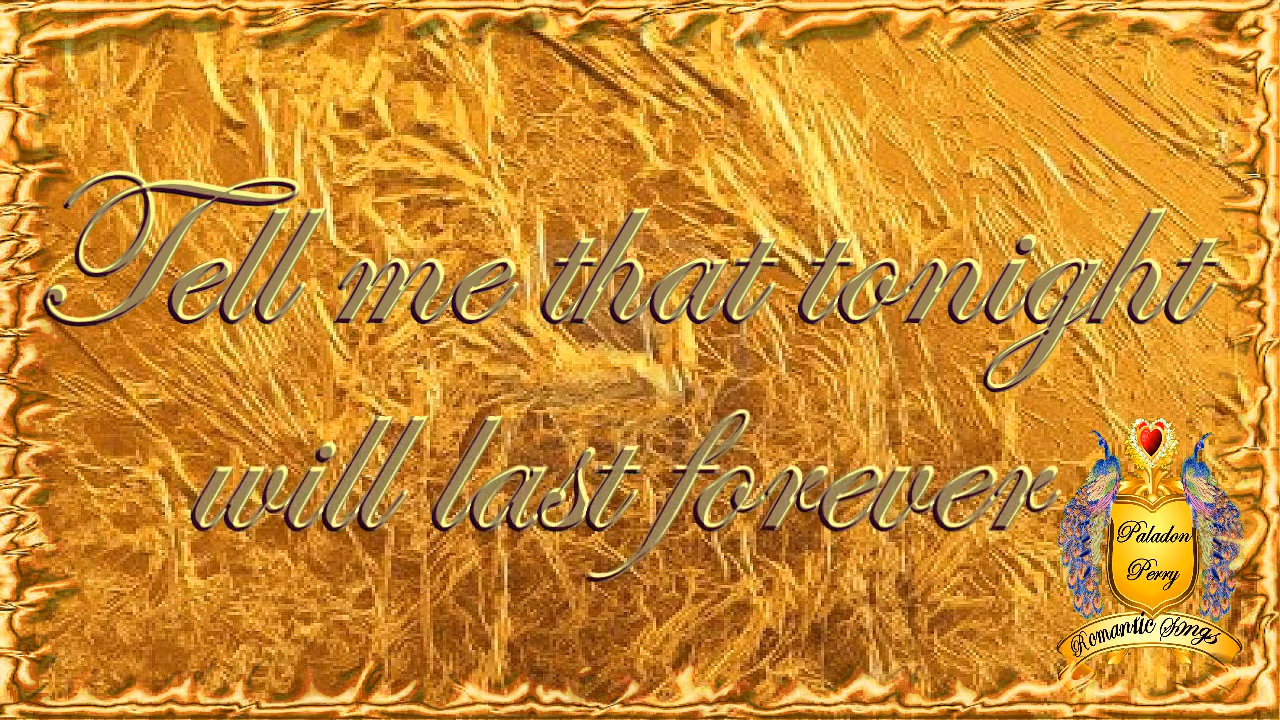 Tell me that tonight
will last forever
Paladon
Perry
Romantic Songs